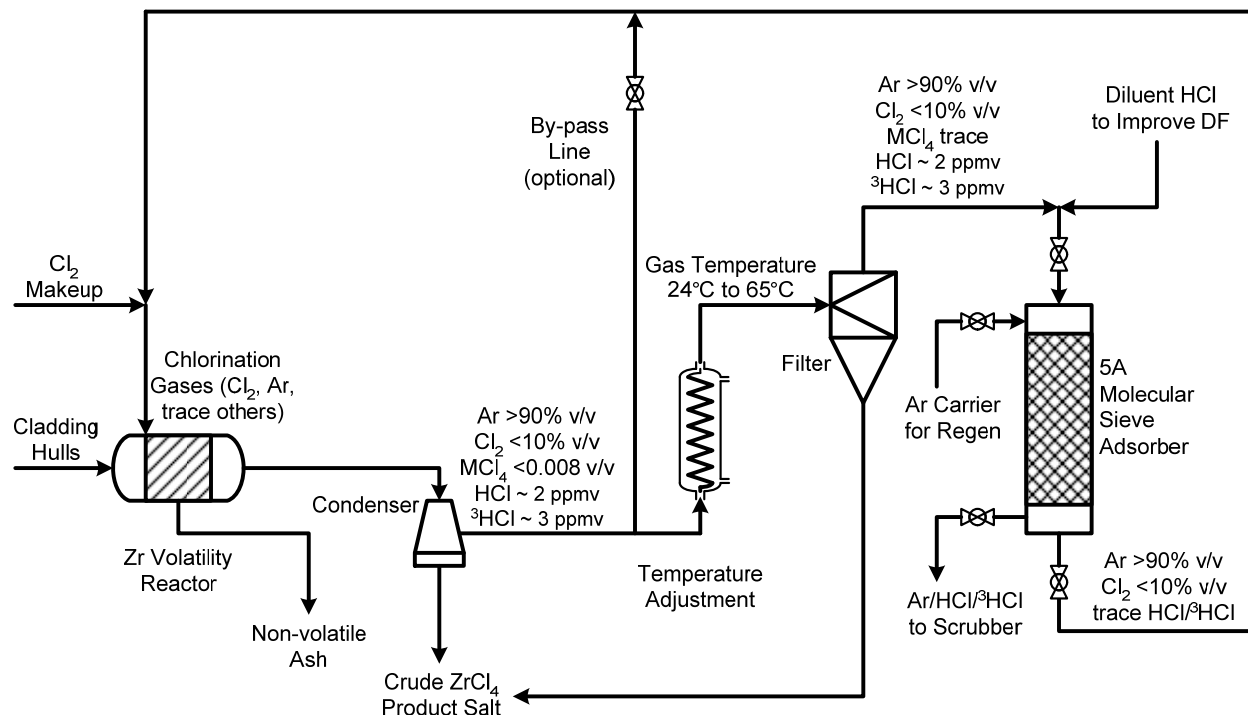 Ar >90% v/v
Cl₂ <10% v/v
MCl₄ trace
HCl ~ 2 ppmv
³HCl ~ 3 ppmv
Diluent HCl
to Improve DF
By-pass
Line
(optional)
Cl₂
Makeup
Gas Temperature
24°C to 65°C
Chlorination
Gases (Cl₂, Ar,
trace others)
Filter
5A
Molecular
Sieve
Adsorber
Ar Carrier
for Regen
Cladding
Hulls
Ar >90% v/v
Cl₂ <10% v/v
MCl₄ <0.008 v/v
HCl ~ 2 ppmv
³HCl ~ 3 ppmv
Condenser
Zr Volatility
Reactor
Temperature
Adjustment
Ar/HCl/³HCl
to Scrubber
Ar >90% v/v
Cl₂ <10% v/v
trace HCl/³HCl
Non-volatile
Ash
Crude ZrCl₄
Product Salt